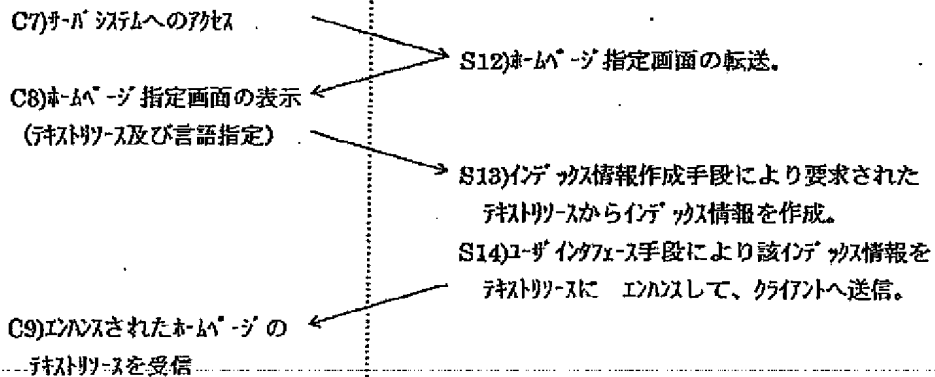 C7)ｻｰﾊﾞｼｽﾃﾑへのｱｸｾｽ
S12)ﾎｰﾑﾍﾟｰｼﾞ指定画面の転送。
C8)ﾎｰﾑﾍﾟｰｼﾞ指定画面の表示
(ﾃｷｽﾄﾘｿｰｽ及び言語指定)
S13)ｲﾝﾃﾞｯｸｽ情報作成手段により要求された
ﾃｷｽﾄﾘｿｰｽからｲﾝﾃﾞｯｸｽ情報を作成。
S14)ﾕｰｻﾞｲﾝﾀﾌｪｰｽ手段により該ｲﾝﾃﾞｯｸｽ情報を
ﾃｷｽﾄﾘｿｰｽに ｴﾝﾊﾝｽして、ｸﾗｲｱﾝﾄへ送信。
C9)ｴﾝﾊﾝｽされたﾎｰﾑﾍﾟｰｼﾞの
ﾃｷｽﾄﾘｿｰｽを受信